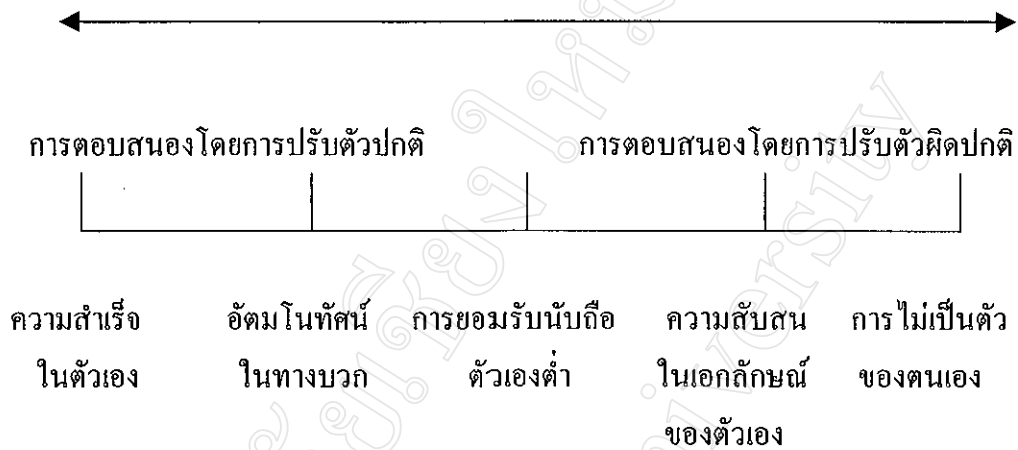 การตอบสนองโดยการปรับตัวปกติ การตอบสนองโดยการปรับตัวผิดปกติ
ความสำเร็จ อัตมโนทัศน์ การยอมรับนับถือ ความสับสน การไม่เป็นตัว
ในตัวเอง ในทางบวก ตัวเองต่ำ ในเอกลักษณ์ ของตนเอง
ของตัวเอง